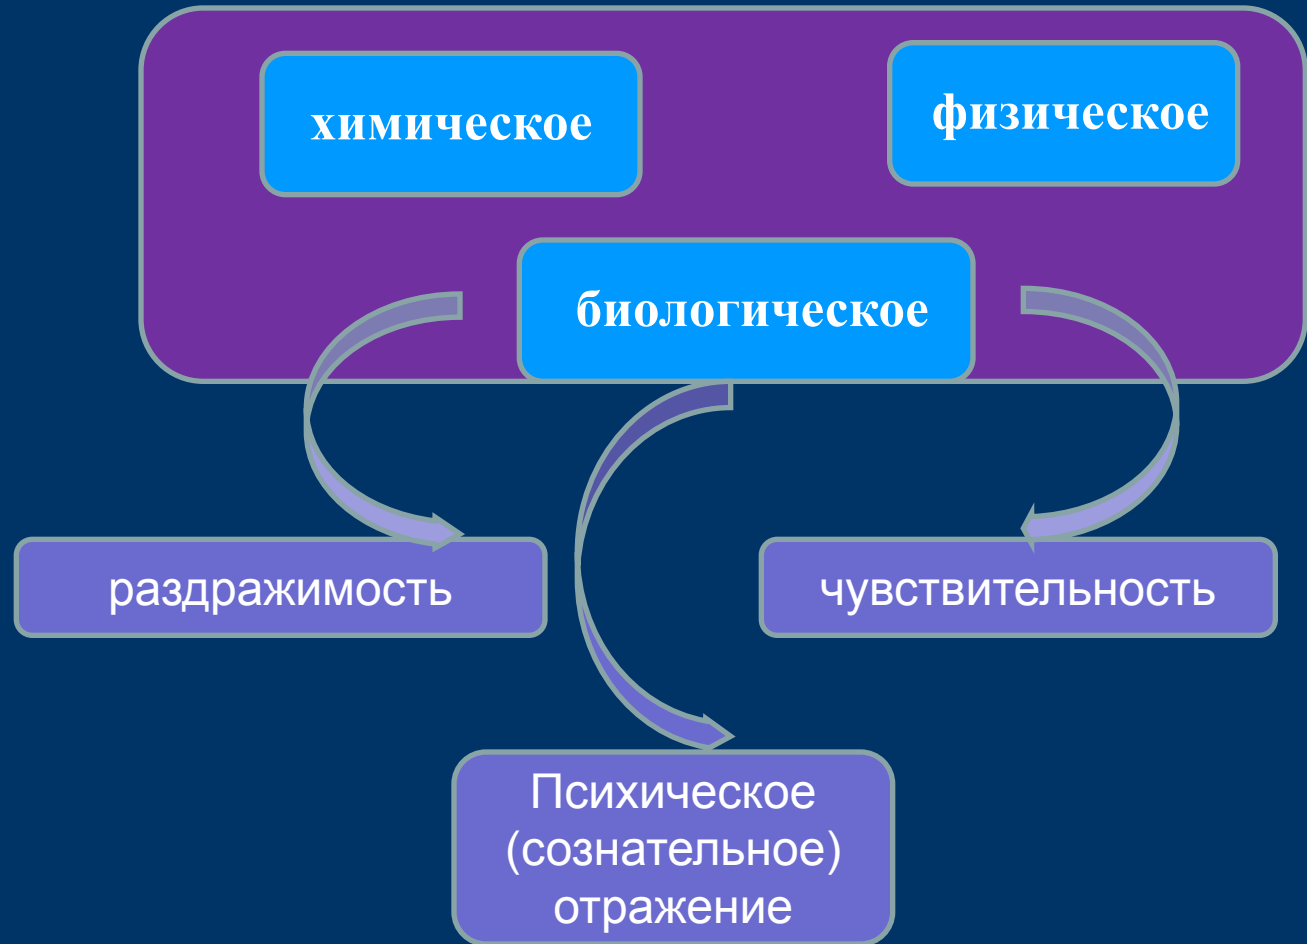 химическое
физическое
биологическое
раздражимость
чувствительность
Психическое
(сознательное)
отражение